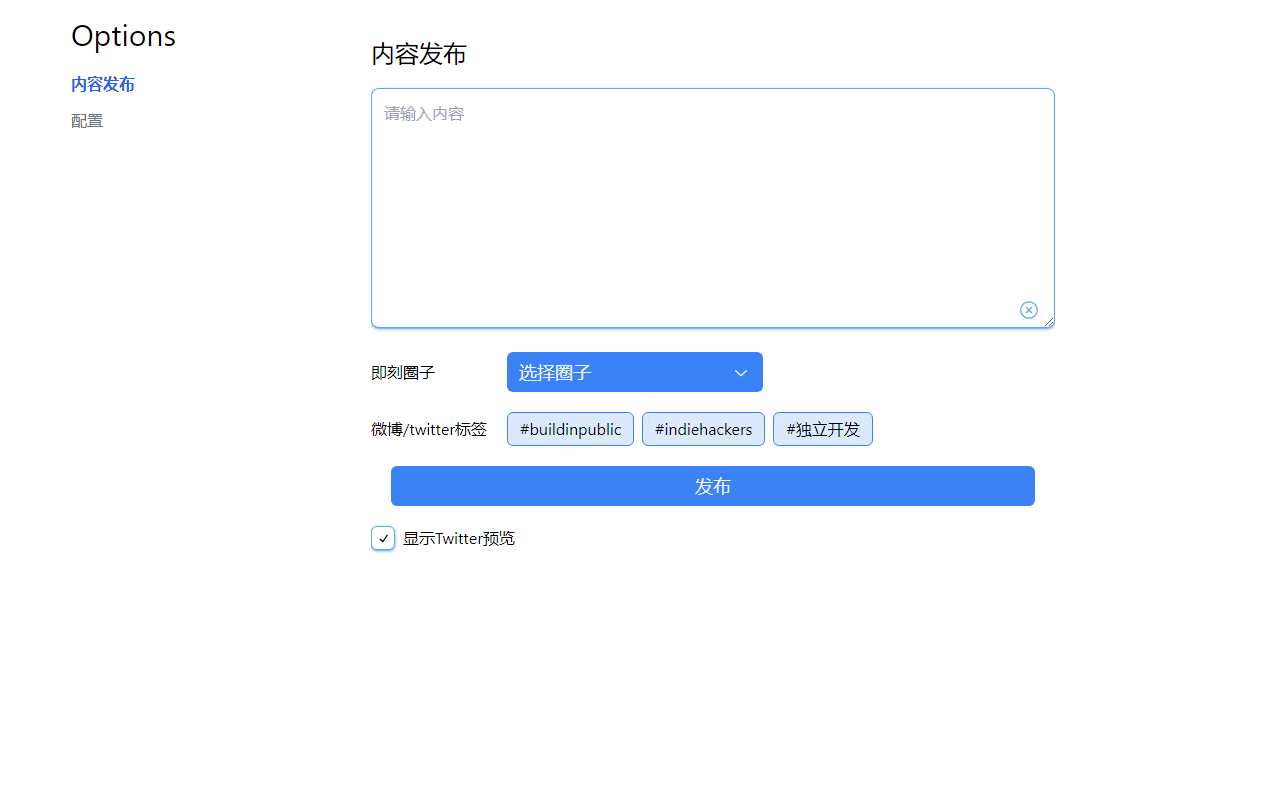 Options
内容发布
配置
内容发布
请输入内容
即刻圈子 选择圈子
微博/twitter标签 #buildinpublic #indiehackers #独立开发
发布
显示Twitter预览